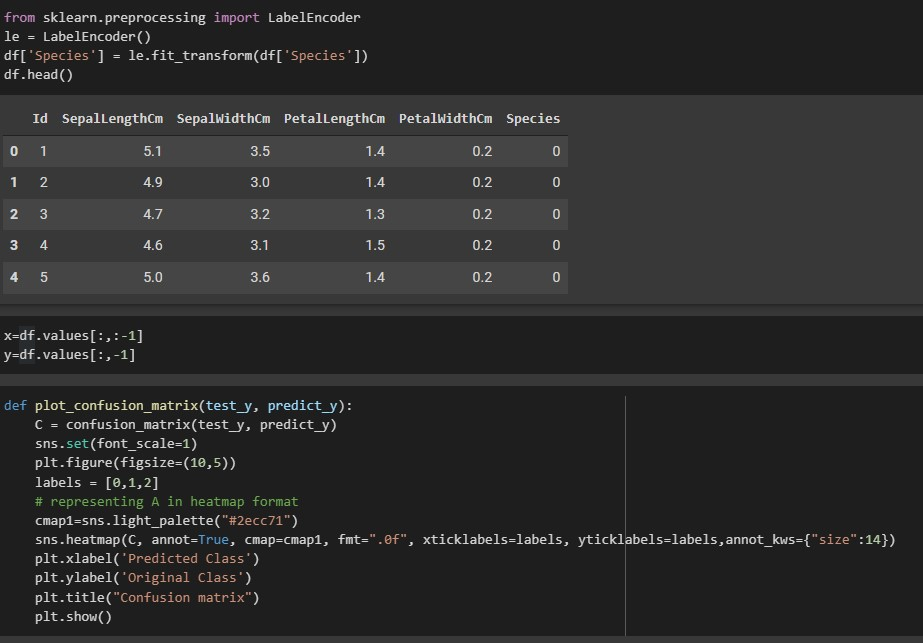 from sklearn.preprocessing import LabelEncoder
le = LabelEncoder()
df['Species'] = le.fit_transform(df['Species'])
df.head()
Id SepalLengthCm SepalWidthCm PetalLengthCm PetalWidthCm Species
0 1 5.1 3.5 1.4 0.2 0
1 2 4.9 3.0 1.4 0.2 0
2 3 4.7 3.2 1.3 0.2 0
3 4 4.6 3.1 1.5 0.2 0
4 5 5.0 3.6 1.4 0.2 0
x=df.values[:,:-1]
y=df.values[:,-1]
def plot_confusion_matrix(test_y, predict_y):
    C = confusion_matrix(test_y, predict_y)
    sns.set(font_scale=1)
    plt.figure(figsize=(10,5))
    labels = [0,1,2]
    # representing A in heatmap format
    cmap1=sns.light_palette("#2ecc71")
    sns.heatmap(C, annot=True, cmap=cmap1, fmt=".0f", xticklabels=labels, yticklabels=labels,annot_kws={"size":14})
    plt.xlabel('Predicted Class')
    plt.ylabel('Original Class')
    plt.title("Confusion matrix")
    plt.show()